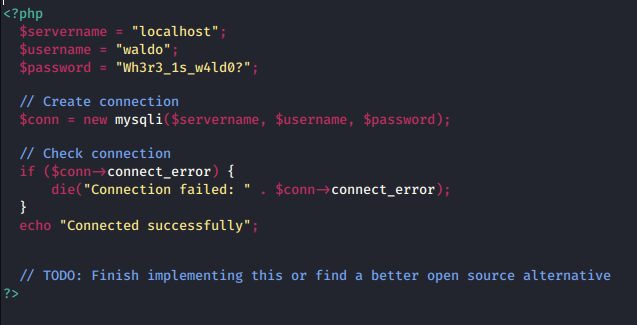 <?php
$servername = "localhost";
$username = "waldo";
$password = "Wh3r3_1s_w4ld0?";
// Create connection
$conn = new mysqli($servername, $username, $password);
// Check connection
if ($conn->connect_error) {
die("Connection failed: " . $conn->connect_error);
}
echo "Connected successfully";
// TODO: Finish implementing this or find a better open source alternative
?>